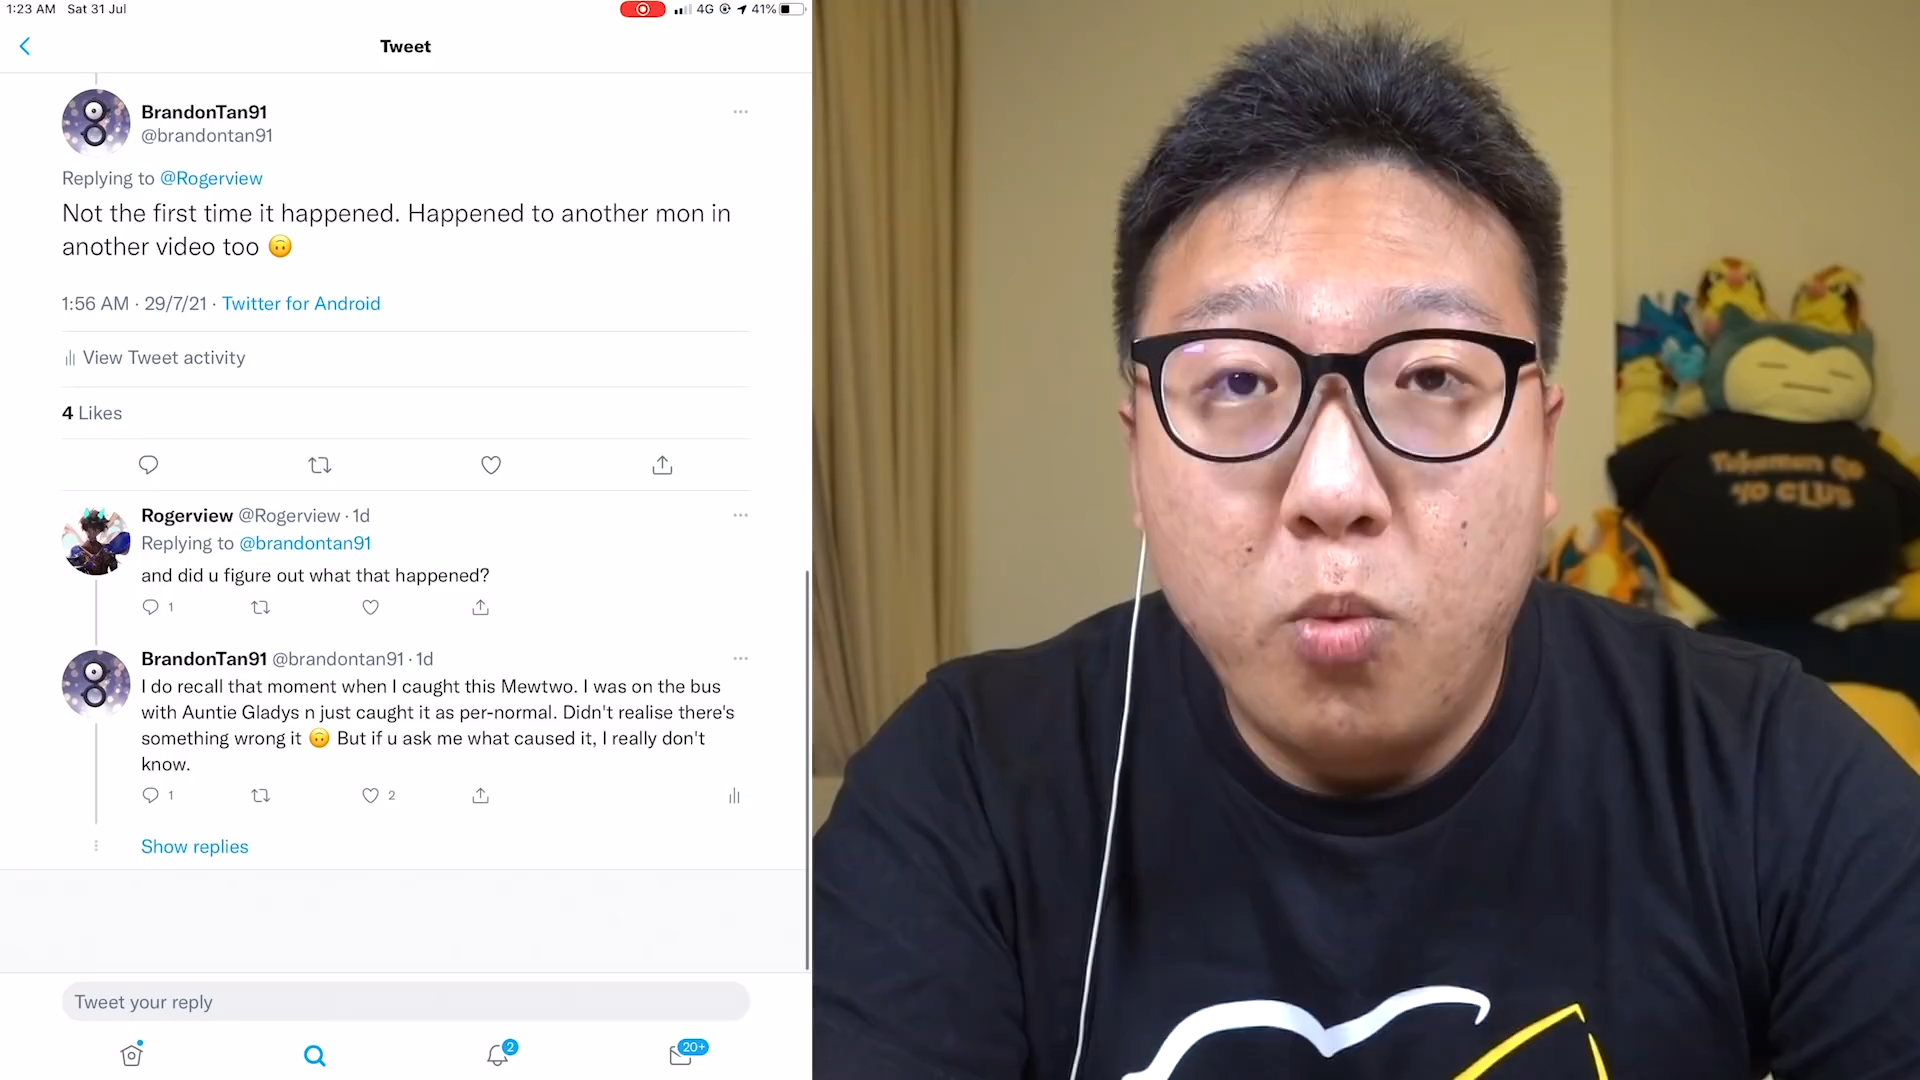 1:23 AM Sat 31 Jul
4G 41%
Tweet
BrandonTan91
@brandontan91
Replying to @Rogerview
Not the first time it happened. Happened to another mon in
another video too 🙃
1:56 AM · 29/7/21 · Twitter for Android
View Tweet activity
4 Likes
Rogerview @Rogerview · 1d
Replying to @brandontan91
and did u figure out what that happened?
1
BrandonTan91 @brandontan91 · 1d
I do recall that moment when I caught this Mewtwo. I was on the bus
with Auntie Gladys n just caught it as per-normal. Didn't realise there's
something wrong it 🙃 But if u ask me what caused it, I really don't
know.
1 2
Show replies
Tweet your reply
2
20+